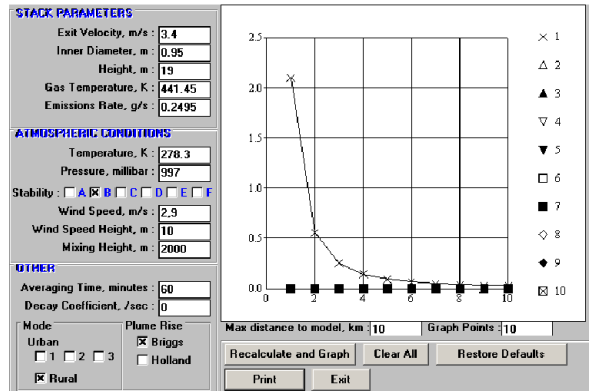 STACK PARAMETERS
Exit Velocity, m/s : 3.4
Inner Diameter, m : 0.95
Height, m : 19
Gas Temperature, K : 441.45
Emissions Rate, g/s : 0.2495
ATMOSPHERIC CONDITIONS
Temperature, K : 278.3
Pressure, millibar : 997
Stability : A B C D E F
Wind Speed, m/s : 2.9
Wind Speed Height, m : 10
Mixing Height, m : 2000
OTHER
Averaging Time, minutes : 60
Decay Coefficient, /sec : 0
Mode
Urban
1 2 3
Rural
Plume Rise
Briggs
Holland
2.5
2.0
1.5
1.0
0.5
0.0
0 2 4 6 8 10
1
2
3
4
5
6
7
8
9
10
Max distance to model, km : 10 Graph Points : 10
Recalculate and Graph Clear All Restore Defaults
Print Exit